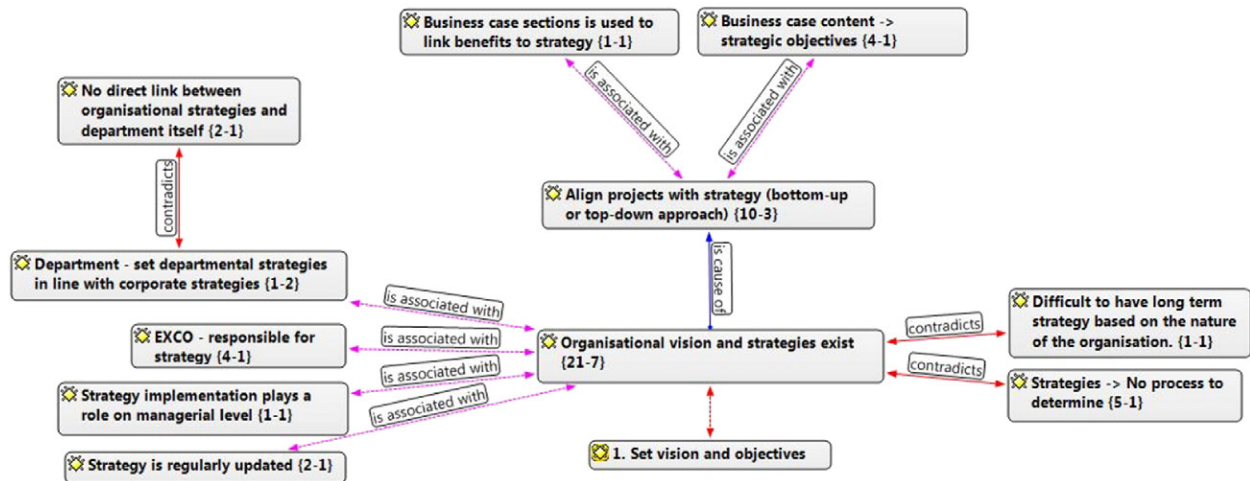 Business case sections is used to
link benefits to strategy {1-1}
Business case content ->
strategic objectives {4-1}
is associated with
is associated with
No direct link between
organisational strategies and
department itself {2-1}
contradicts
Align projects with strategy (bottom-up
or top-down approach) {10-3}
is cause of
Department - set departmental strategies
in line with corporate strategies {1-2}
is associated with
EXCO - responsible for
strategy {4-1}
is associated with
Strategy implementation plays a
role on managerial level {1-1}
is associated with
Strategy is regularly updated {2-1}
is associated with
Organisational vision and strategies exist
{21-7}
contradicts
Difficult to have long term
strategy based on the nature
of the organisation. {1-1}
contradicts
Strategies -> No process to
determine {5-1}
1. Set vision and objectives